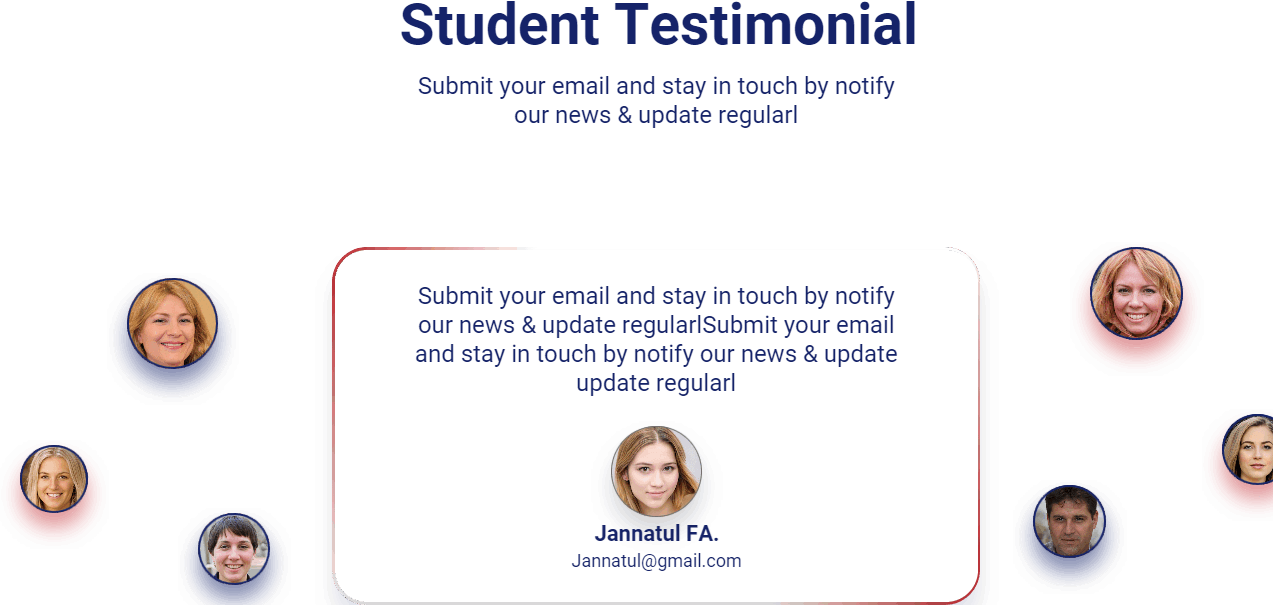 Student Testimonial
Submit your email and stay in touch by notify
our news & update regularl
Submit your email and stay in touch by notify
our news & update regularlSubmit your email
and stay in touch by notify our news & update
update regularl
Jannatul FA.
Jannatul@gmail.com